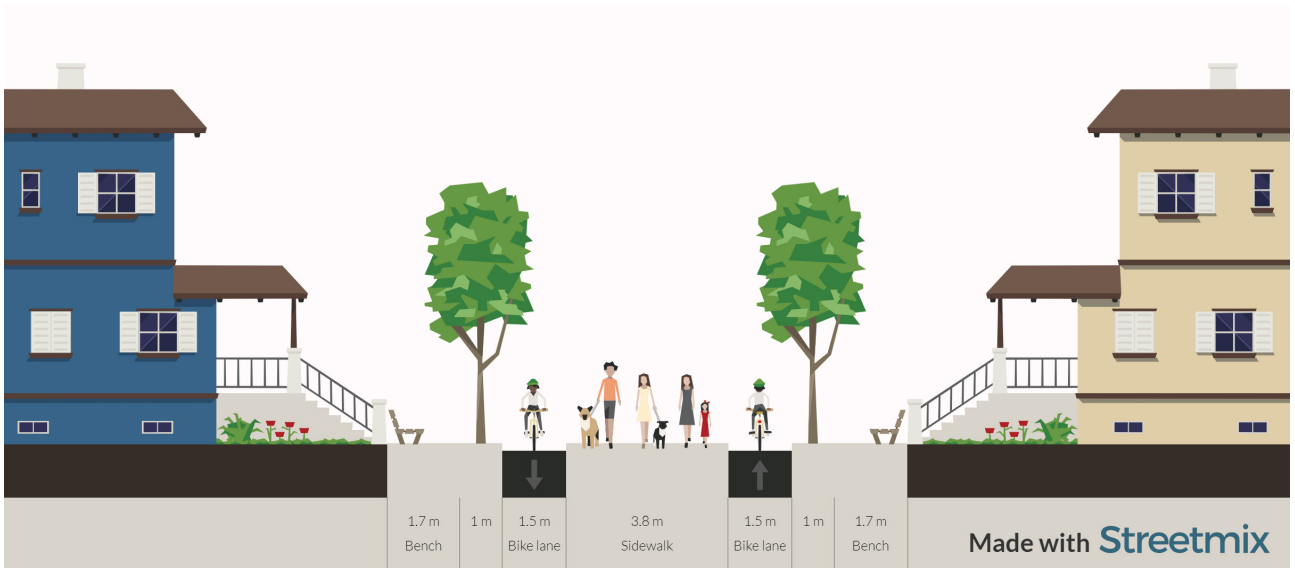 1.7 m
Bench
1 m
1.5 m
Bike lane
3.8 m
Sidewalk
1.5 m
Bike lane
1 m
1.7 m
Bench
Made with Streetmix